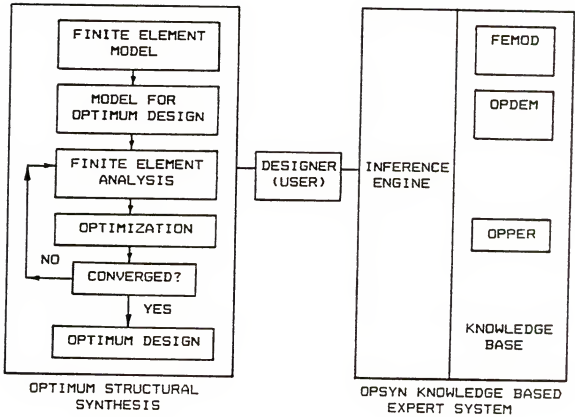 FINITE ELEMENT
MODEL
MODEL FOR
OPTIMUM DESIGN
FINITE ELEMENT
ANALYSIS
OPTIMIZATION
NO
CONVERGED?
YES
OPTIMUM DESIGN
OPTIMUM STRUCTURAL
SYNTHESIS
DESIGNER
(USER)
INFERENCE
ENGINE
FEMOD
OPDEM
OPPER
KNOWLEDGE
BASE
OPSYN KNOWLEDGE BASED
EXPERT SYSTEM